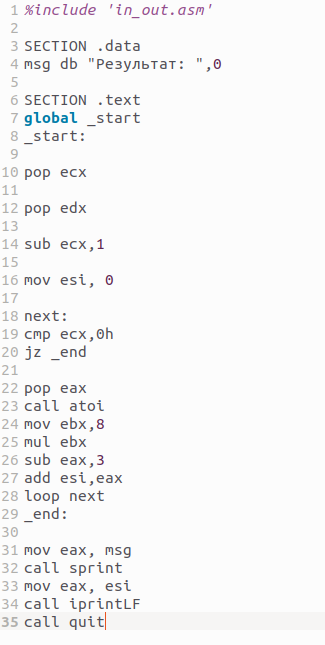 1 %include 'in_out.asm'
2
3 SECTION .data
4 msg db "Результат: ",0
5
6 SECTION .text
7 global _start
8 _start:
9
10 pop ecx
11
12 pop edx
13
14 sub ecx,1
15
16 mov esi, 0
17
18 next:
19 cmp ecx,0h
20 jz _end
21
22 pop eax
23 call atoi
24 mov ebx,8
25 mul ebx
26 sub eax,3
27 add esi,eax
28 loop next
29 _end:
30
31 mov eax, msg
32 call sprint
33 mov eax, esi
34 call iprintLF
35 call quit